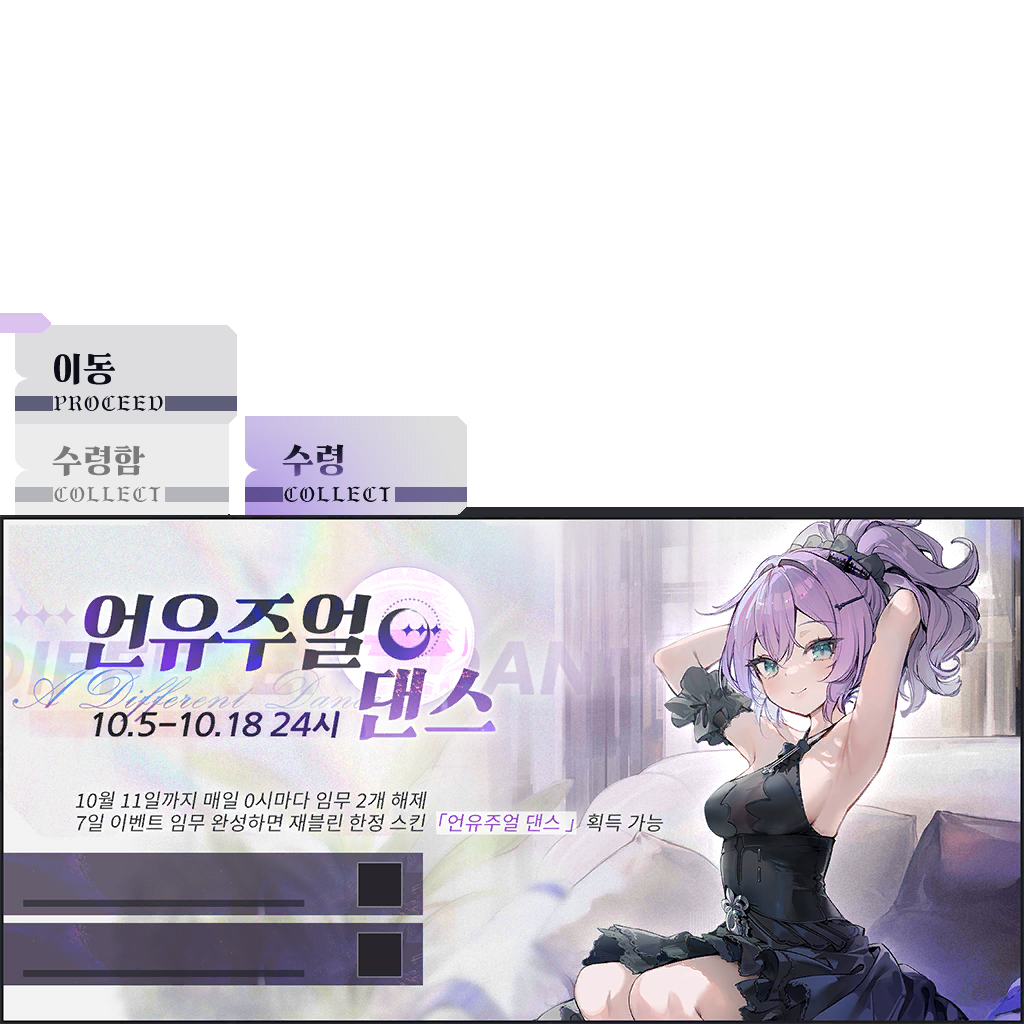 이동
PROCEED
수령함
COLLECT
수령
COLLECT
언유주얼
댄스
A Different Dance
10.5-10.18 24시
10월 11일까지 매일 0시마다 임무 2개 해제
7일 이벤트 임무 완성하면 재블린 한정 스킨 「언유주얼 댄스」 획득 가능